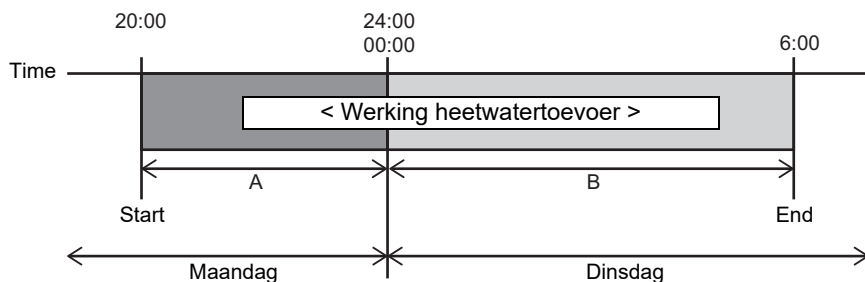 20:00
24:00
00:00
6:00
Time
< Werking heetwatertoevoer >
A
B
Start
End
Maandag
Dinsdag